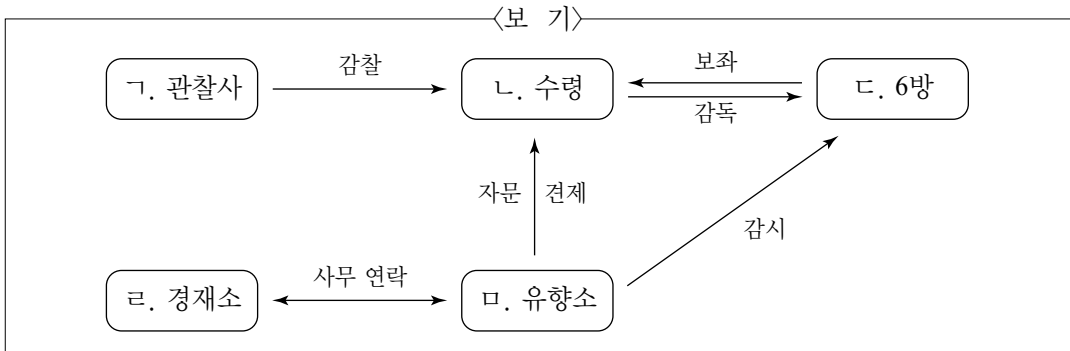 〈보 기〉
ㄱ. 관찰사
감찰
ㄴ. 수령
보좌
감독
ㄷ. 6방
자문
견제
감시
ㄹ. 경재소
사무 연락
ㅁ. 유향소